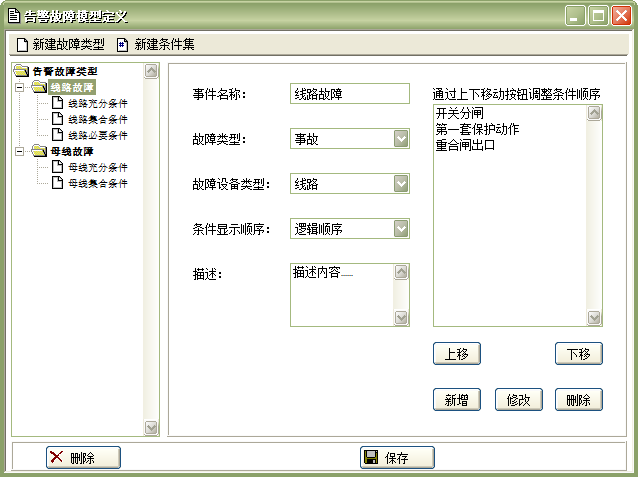 告警故障模型定义
新建故障类型 新建条件集
告警故障类型
线路故障
线路充分条件
线路集合条件
线路必要条件
母线故障
母线充分条件
母线集合条件
事件名称： 线路故障
故障类型： 事故
故障设备类型： 线路
条件显示顺序： 逻辑顺序
描述： 描述内容......
通过上下移动按钮调整条件顺序
开关分闸
第一套保护动作
重合闸出口
上移 下移
新增 修改 删除
删除 保存